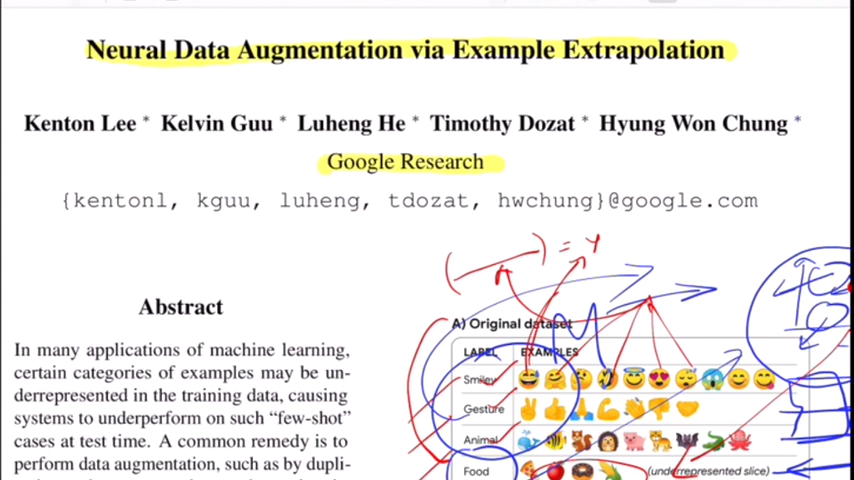 Neural Data Augmentation via Example Extrapolation
Kenton Lee * Kelvin Guu * Luheng He * Timothy Dozat * Hyung Won Chung *
Google Research
{kentonl, kguu, luheng, tdozat, hwchung}@google.com
Abstract
In many applications of machine learning,
certain categories of examples may be un-
derrepresented in the training data, causing
systems to underperform on such “few-shot”
cases at test time. A common remedy is to
perform data augmentation, such as by dupli-
( ) = y
A) Original dataset
LABEL EXAMPLES
Smiley
Gesture
Animal
Food (underrepresented slice)